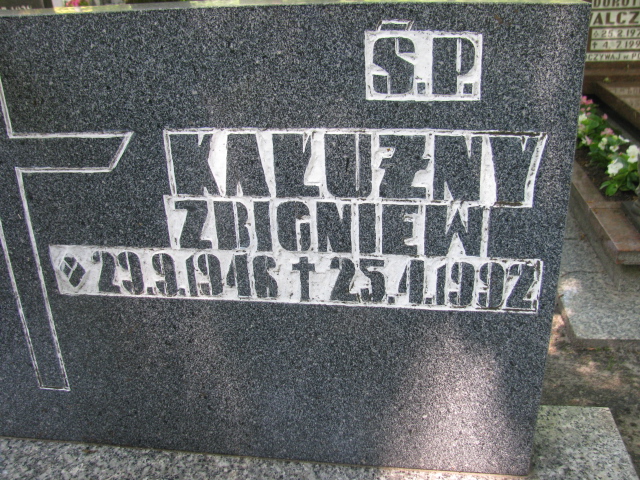 Ś.P.
KAŁUŻNY
ZBIGNIEW
29.9.1946 † 25.4.1992